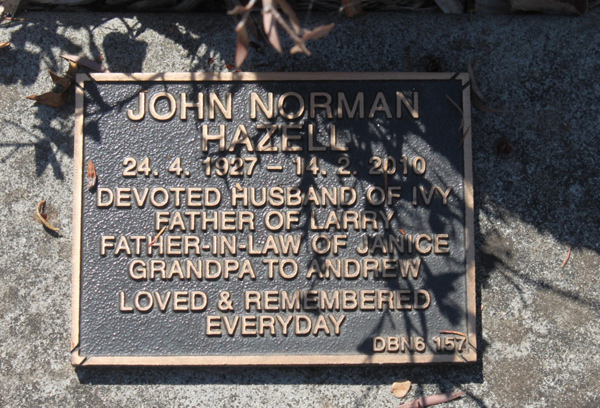 JOHN NORMAN
HAZELL
24. 4. 1927 – 14. 2. 2010
DEVOTED HUSBAND OF IVY
FATHER OF LARRY
FATHER-IN-LAW OF JANICE
GRANDPA TO ANDREW
LOVED & REMEMBERED
EVERYDAY
DBN6 157